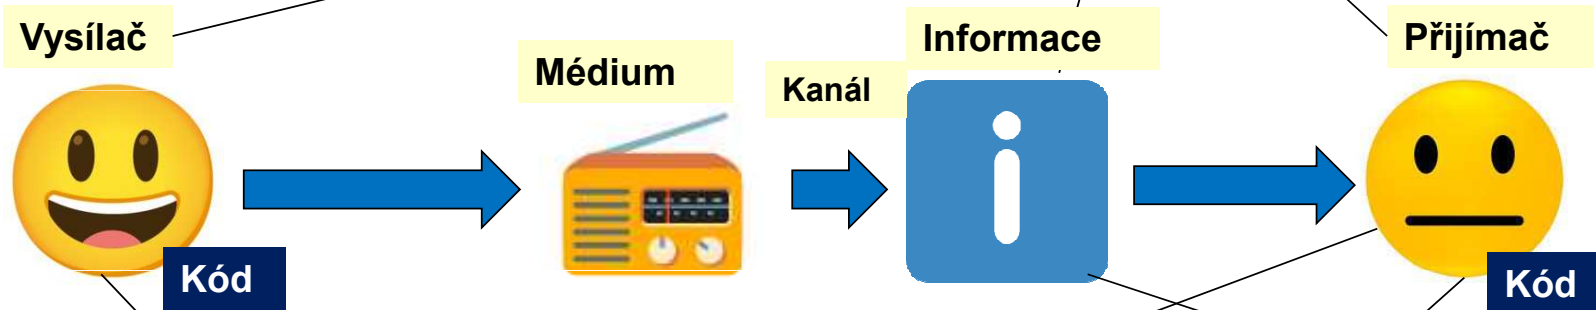 Vysílač
Médium
Kanál
Informace
Přijímač
Kód
Kód